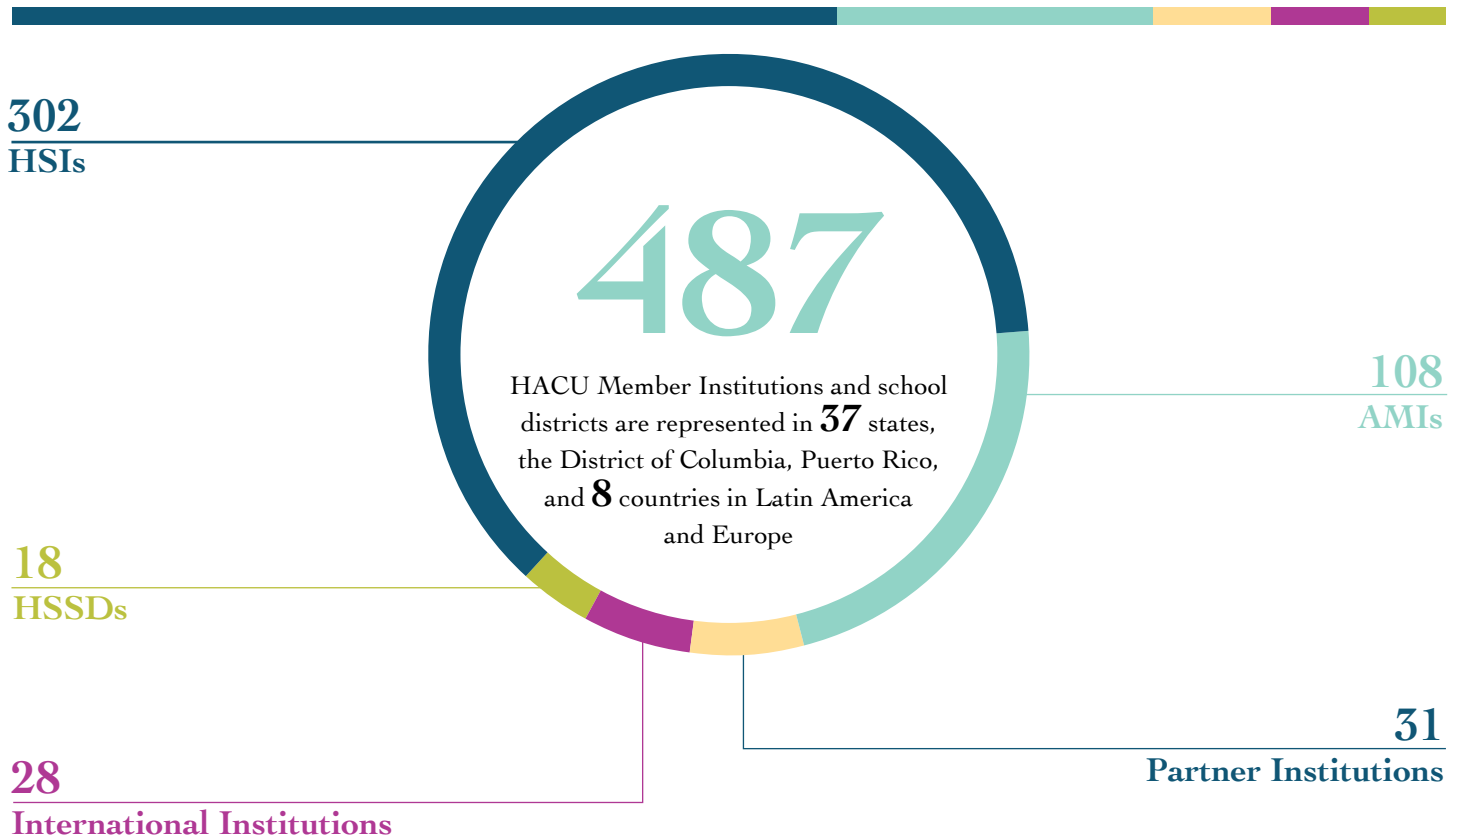 302
HSIs
487
HACU Member Institutions and school
districts are represented in 37 states,
the District of Columbia, Puerto Rico,
and 8 countries in Latin America
and Europe
108
AMIs
18
HSSDs
31
Partner Institutions
28
International Institutions